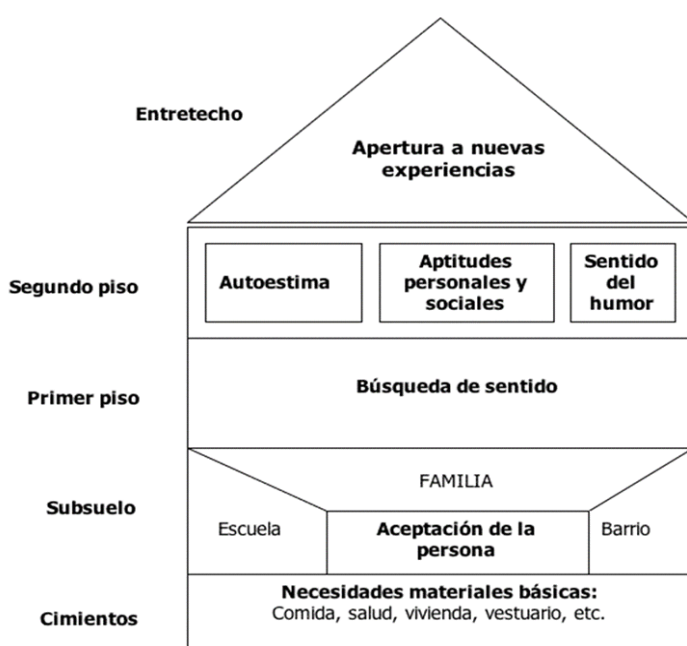 Entretecho
Apertura a nuevas
experiencias
Segundo piso
Autoestima
Aptitudes
personales y
sociales
Sentido
del
humor
Primer piso
Búsqueda de sentido
Subsuelo
FAMILIA
Escuela
Aceptación de la
persona
Barrio
Cimientos
Necesidades materiales básicas:
Comida, salud, vivienda, vestuario, etc.